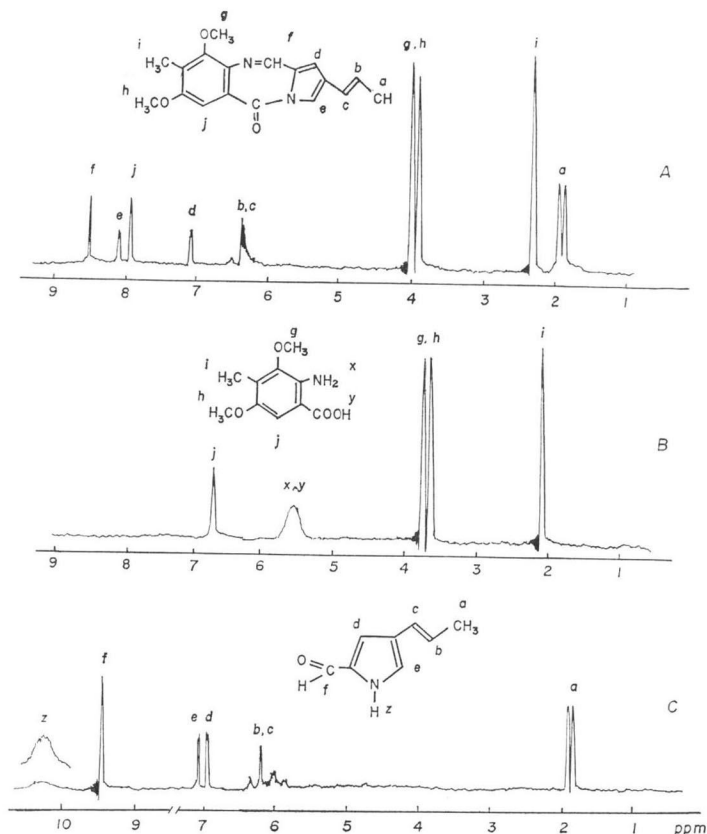 g
OCH3
f
i
H3C
N=CH
d
b
a
h
H3CO
N
c
CH
j
O
e
g, h
i
f
j
e
d
b, c
a
A
9 8 7 6 5 4 3 2 1
g
OCH3
i
H3C
NH2
x
h
H3CO
COOH
y
j
g, h
i
j
x, y
B
9 8 7 6 5 4 3 2 1
c
a
d
CH3
O
b
e
H
f
N
H
z
f
z
e d
b, c
a
C
10 9 7 6 5 4 3 2 1 ppm